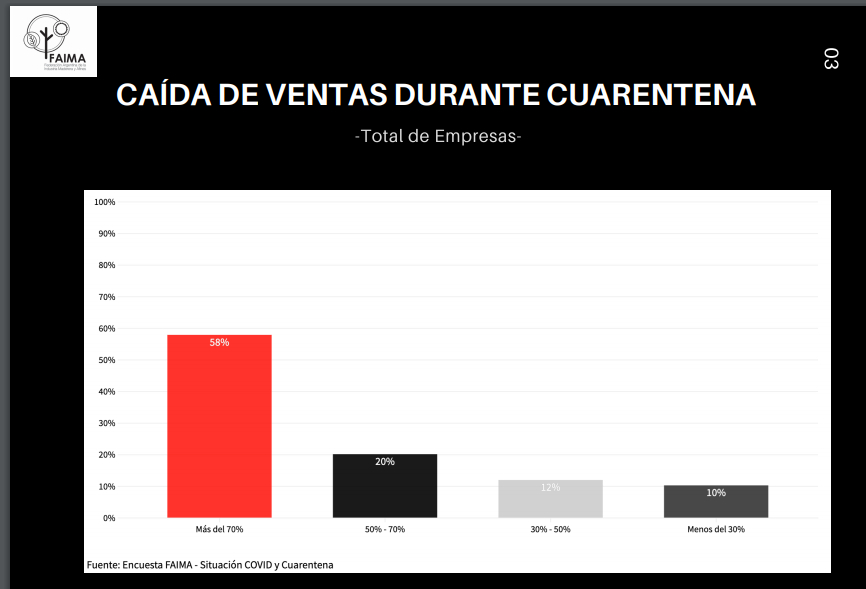 FAIMA
03
CAÍDA DE VENTAS DURANTE CUARENTENA
-Total de Empresas-
100%
90%
80%
70%
60%
50%
40%
30%
20%
10%
0%
58%
20%
12%
10%
Más del 70%
50% - 70%
30% - 50%
Menos del 30%
Fuente: Encuesta FAIMA - Situación COVID y Cuarentena